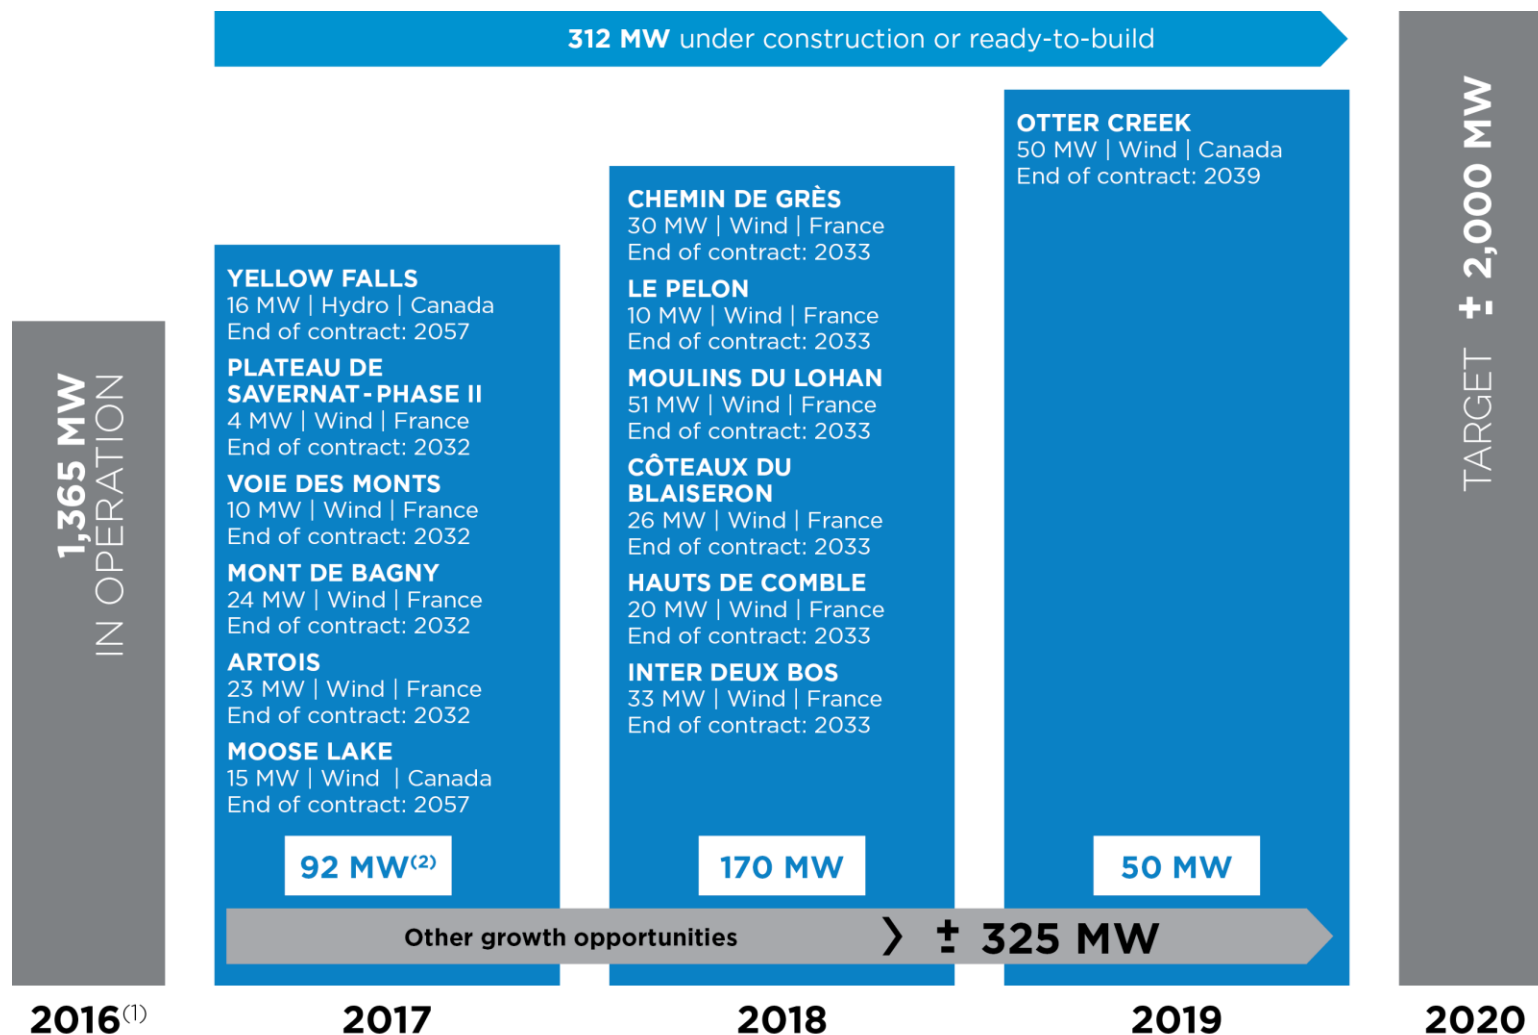 312 MW under construction or ready-to-build
1,365 MW
IN OPERATION
2016(1)
YELLOW FALLS
16 MW | Hydro | Canada
End of contract: 2057
PLATEAU DE
SAVERNAT - PHASE II
4 MW | Wind | France
End of contract: 2032
VOIE DES MONTS
10 MW | Wind | France
End of contract: 2032
MONT DE BAGNY
24 MW | Wind | France
End of contract: 2032
ARTOIS
23 MW | Wind | France
End of contract: 2032
MOOSE LAKE
15 MW | Wind | Canada
End of contract: 2057
92 MW(2)
2017
CHEMIN DE GRÈS
30 MW | Wind | France
End of contract: 2033
LE PELON
10 MW | Wind | France
End of contract: 2033
MOULINS DU LOHAN
51 MW | Wind | France
End of contract: 2033
CÔTEAUX DU
BLAISERON
26 MW | Wind | France
End of contract: 2033
HAUTS DE COMBLE
20 MW | Wind | France
End of contract: 2033
INTER DEUX BOS
33 MW | Wind | France
End of contract: 2033
170 MW
2018
OTTER CREEK
50 MW | Wind | Canada
End of contract: 2039
50 MW
2019
Other growth opportunities › ± 325 MW
TARGET ± 2,000 MW
2020